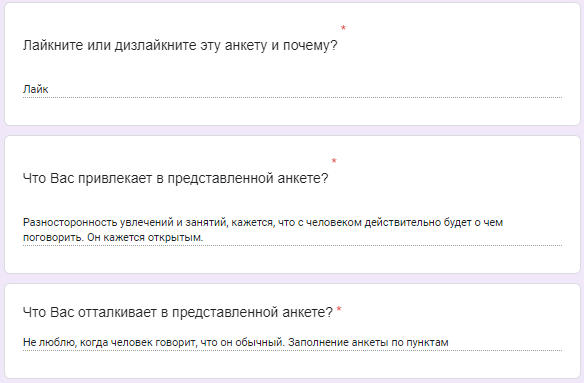 Лайкните или дизлайкните эту анкету и почему? *
Лайк
Что Вас привлекает в представленной анкете? *
Разносторонность увлечений и занятий, кажется, что с человеком действительно будет о чем
поговорить. Он кажется открытым.
Что Вас отталкивает в представленной анкете? *
Не люблю, когда человек говорит, что он обычный. Заполнение анкеты по пунктам